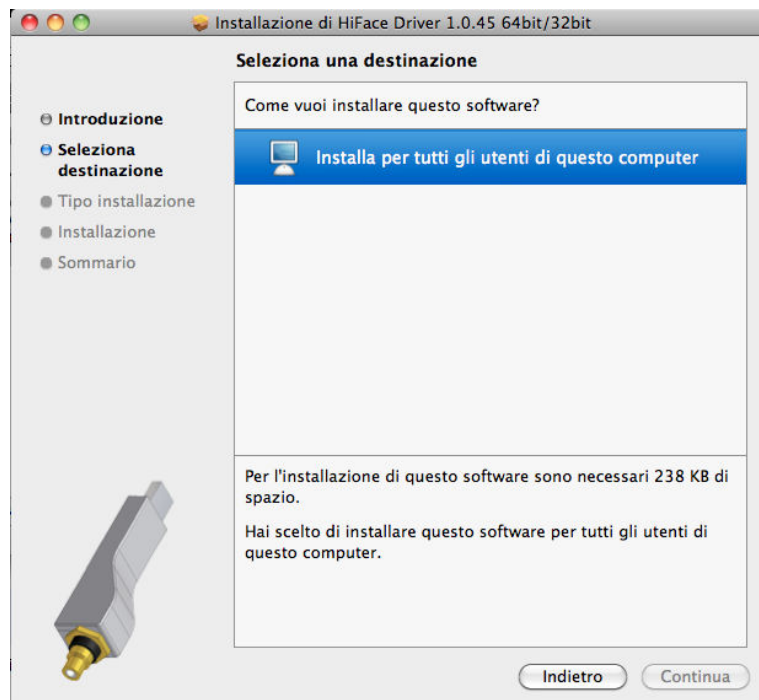 Installazione di HiFace Driver 1.0.45 64bit/32bit
Seleziona una destinazione
Introduzione
Seleziona
destinazione
Tipo installazione
Installazione
Sommario
Come vuoi installare questo software?
Installa per tutti gli utenti di questo computer
Per l'installazione di questo software sono necessari 238 KB di
spazio.
Hai scelto di installare questo software per tutti gli utenti di
questo computer.
Indietro
Continua